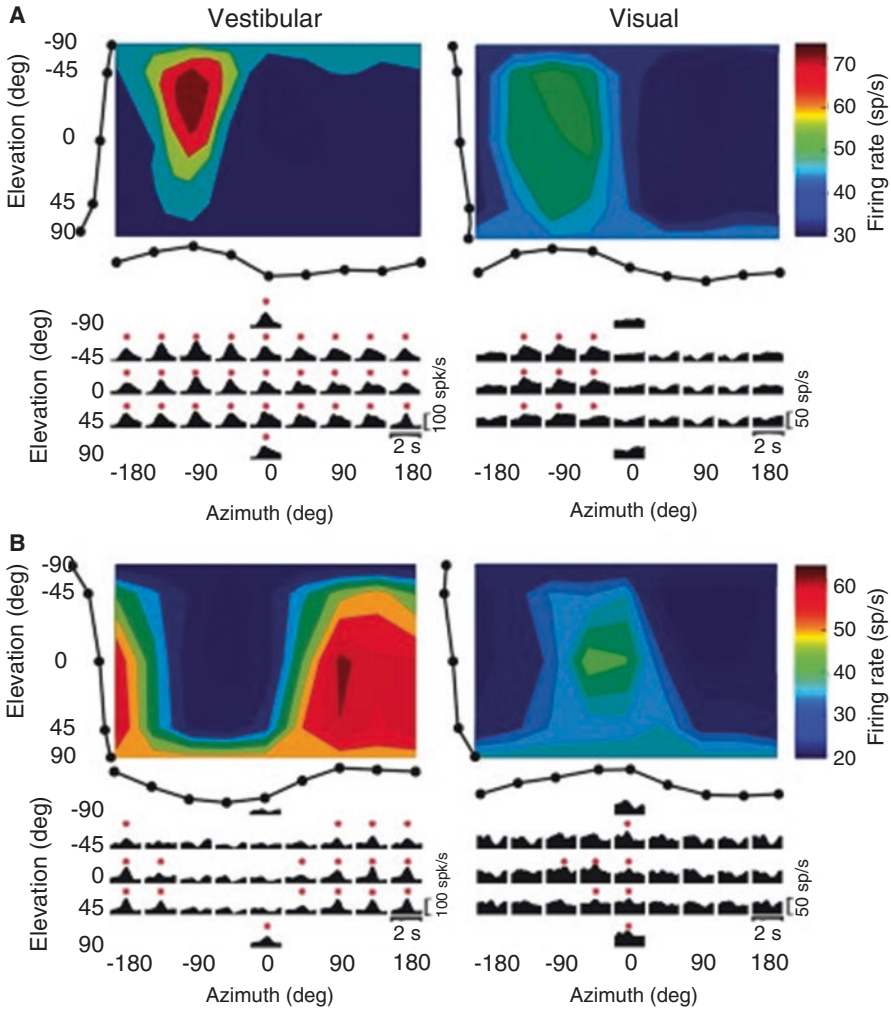 A
Vestibular
Visual
Elevation (deg)
-90
-45
0
45
90
Firing rate (sp/s)
70
60
50
40
30
Elevation (deg)
-90
-45
0
45
90
100 spk/s
2 s
50 sp/s
2 s
-180 -90 0 90 180
-180 -90 0 90 180
Azimuth (deg)
Azimuth (deg)
B
Elevation (deg)
-90
-45
0
45
90
Firing rate (sp/s)
60
50
40
30
20
Elevation (deg)
-90
-45
0
45
90
100 spk/s
2 s
50 sp/s
2 s
-180 -90 0 90 180
-180 -90 0 90 180
Azimuth (deg)
Azimuth (deg)